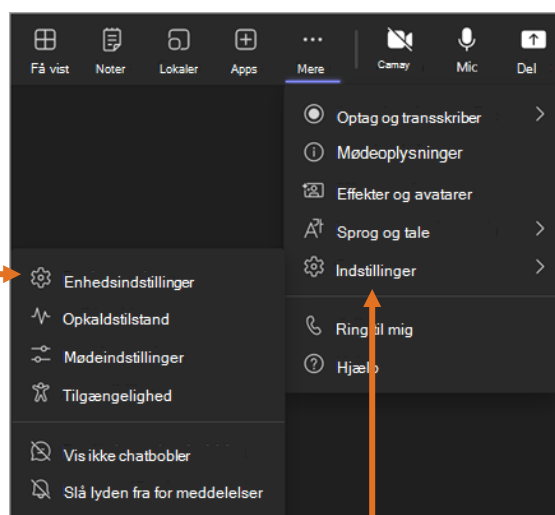 Få vist Noter Lokaler Apps Mere Camay Mic Del
Optag og transskriber
Mødeoplysninger
Effekter og avatarer
Sprog og tale
Indstillinger
Ring til mig
Hjælp
Enhedsindstillinger
Opkaldstilstand
Mødeindstillinger
Tilgængelighed
Vis ikke chatbobler
Slå lyden fra for meddelelser